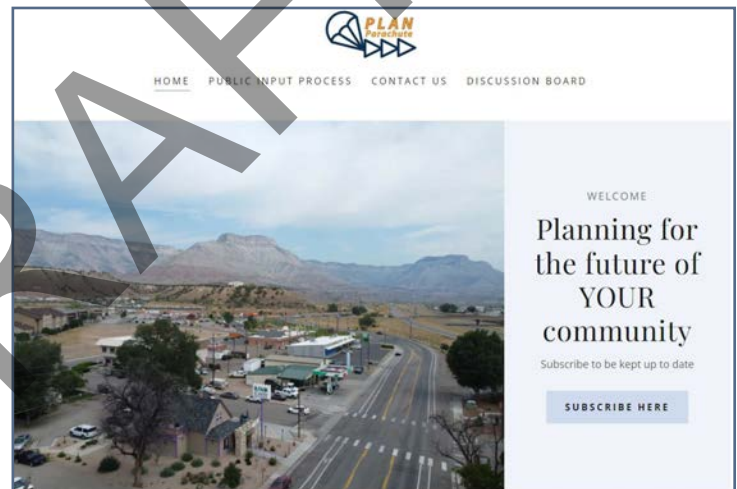 PLAN
Parachute
HOME PUBLIC INPUT PROCESS CONTACT US DISCUSSION BOARD
WELCOME
Planning for
the future of
YOUR
community
Subscribe to be kept up to date
SUBSCRIBE HERE